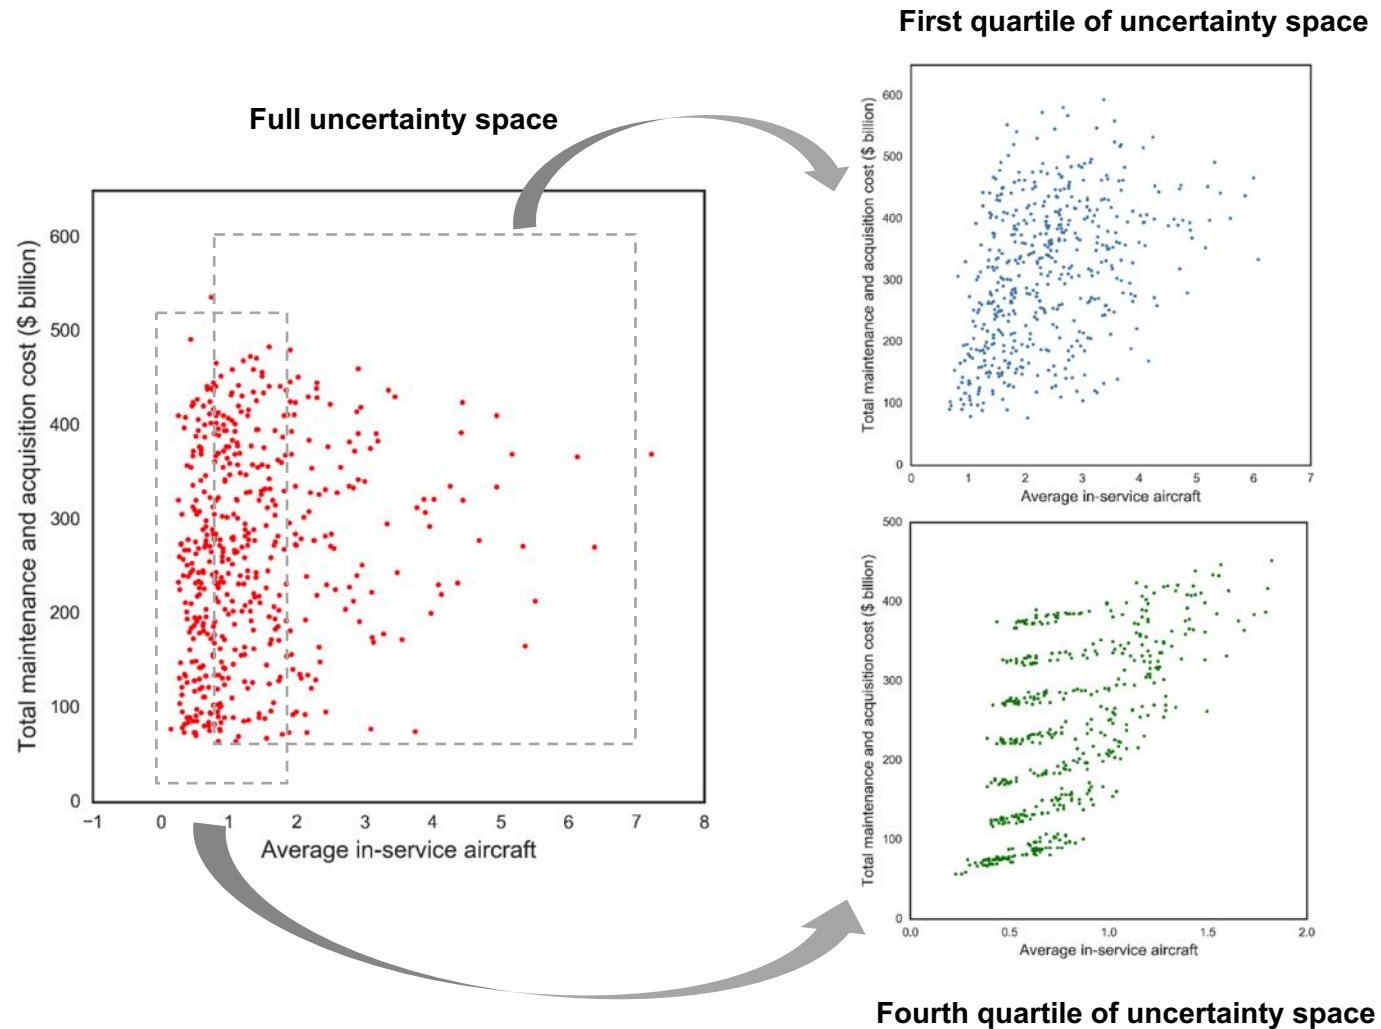 First quartile of uncertainty space
Full uncertainty space
Total maintenance and acquisition cost ($ billion)
600
500
400
300
200
100
0
−1 0 1 2 3 4 5 6 7 8
Average in-service aircraft
Total maintenance and acquisition cost ($ billion)
600
500
400
300
200
100
0
0 1 2 3 4 5 6 7
Average in-service aircraft
Total maintenance and acquisition cost ($ billion)
500
400
300
200
100
0
0.0 0.5 1.0 1.5 2.0
Average in-service aircraft
Fourth quartile of uncertainty space